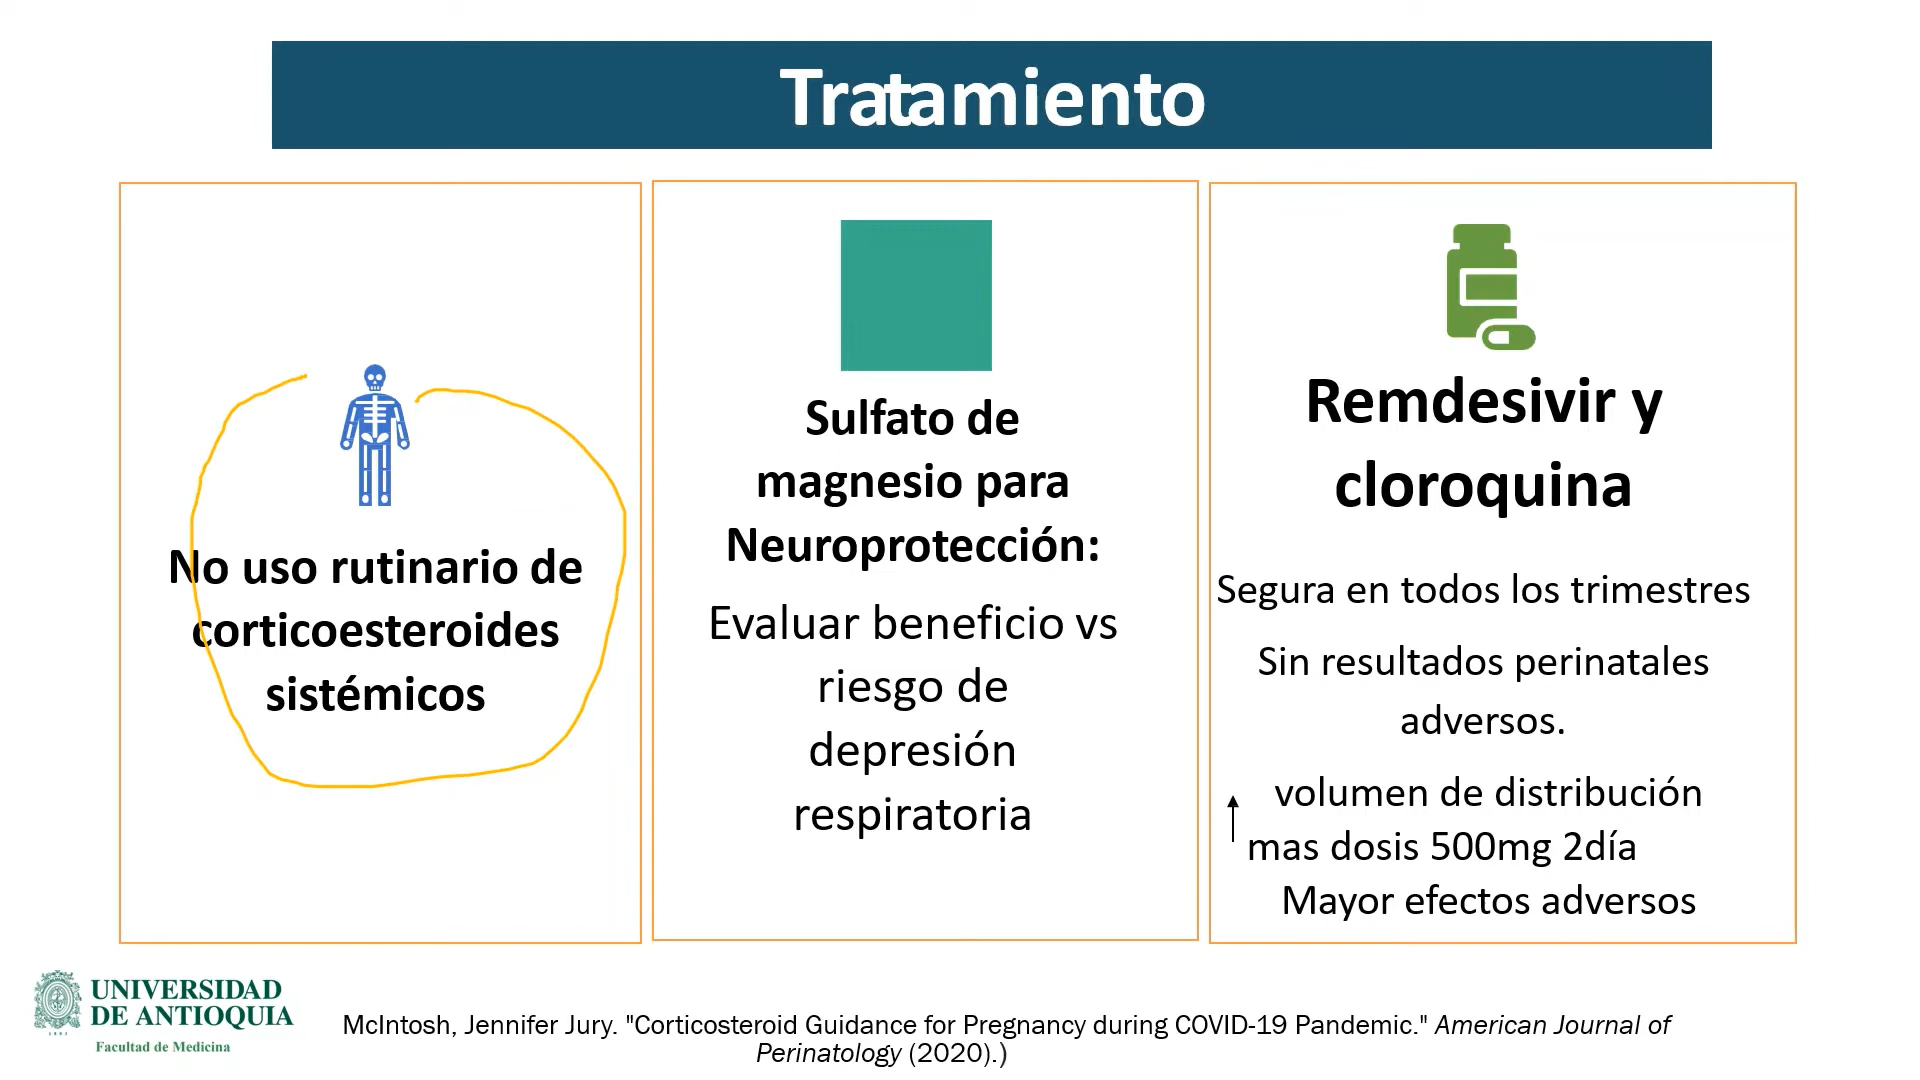 Tratamiento
No uso rutinario de
corticoesteroides
sistémicos
Sulfato de
magnesio para
Neuroprotección:
Evaluar beneficio vs
riesgo de
depresión
respiratoria
Remdesivir y
cloroquina
Segura en todos los trimestres
Sin resultados perinatales
adversos.
volumen de distribución
mas dosis 500mg 2día
Mayor efectos adversos
UNIVERSIDAD
DE ANTIOQUIA
Facultad de Medicina
McIntosh, Jennifer Jury. "Corticosteroid Guidance for Pregnancy during COVID-19 Pandemic." American Journal of
Perinatology (2020).)